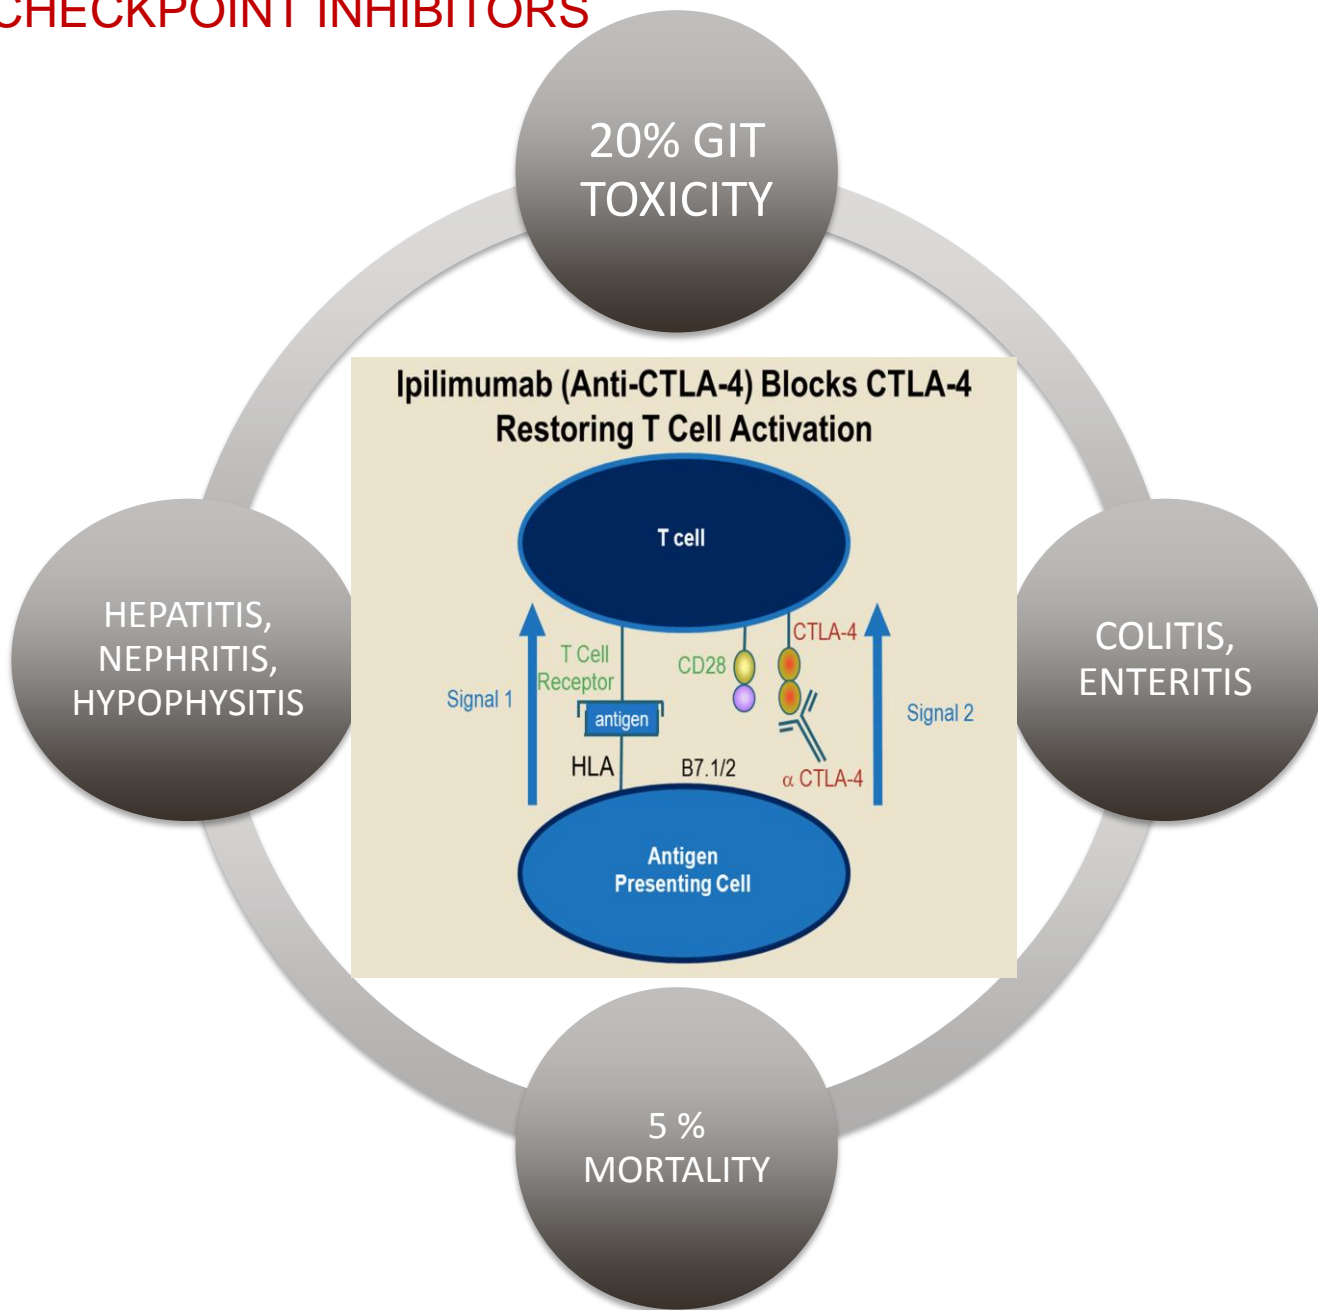 CHECKPOINT INHIBITORS
20% GIT
TOXICITY
Ipilimumab (Anti-CTLA-4) Blocks CTLA-4
Restoring T Cell Activation
T cell
HEPATITIS,
NEPHRITIS,
HYPOPHYSITIS
Signal 1
T Cell
Receptor
antigen
HLA
CD28
B7.1/2
CTLA-4
α CTLA-4
Signal 2
COLITIS,
ENTERITIS
Antigen
Presenting Cell
5 %
MORTALITY